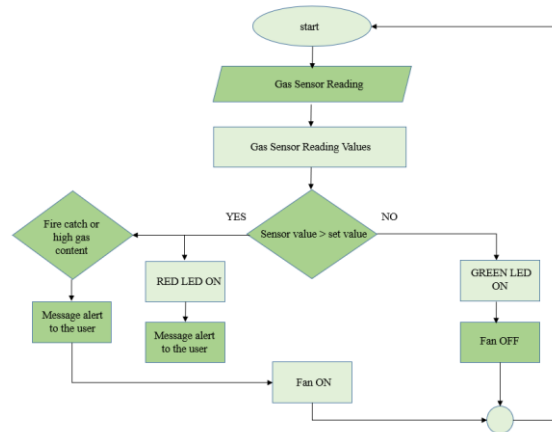 start
Gas Sensor Reading
Gas Sensor Reading Values
YES
NO
Sensor value > set value
Fire catch or
high gas
content
RED LED ON
GREEN LED
ON
Message alert
to the user
Message alert
to the user
Fan OFF
Fan ON